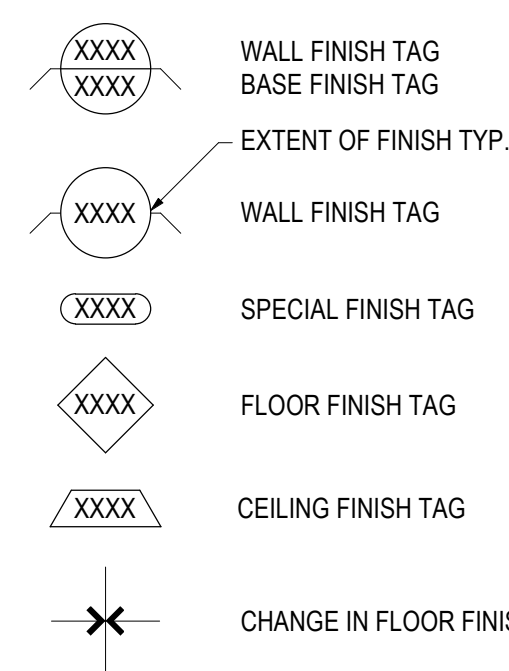 XXXX WALL FINISH TAG
XXXX BASE FINISH TAG
EXTENT OF FINISH TYP.
XXXX WALL FINISH TAG
XXXX SPECIAL FINISH TAG
XXXX FLOOR FINISH TAG
XXXX CEILING FINISH TAG
CHANGE IN FLOOR